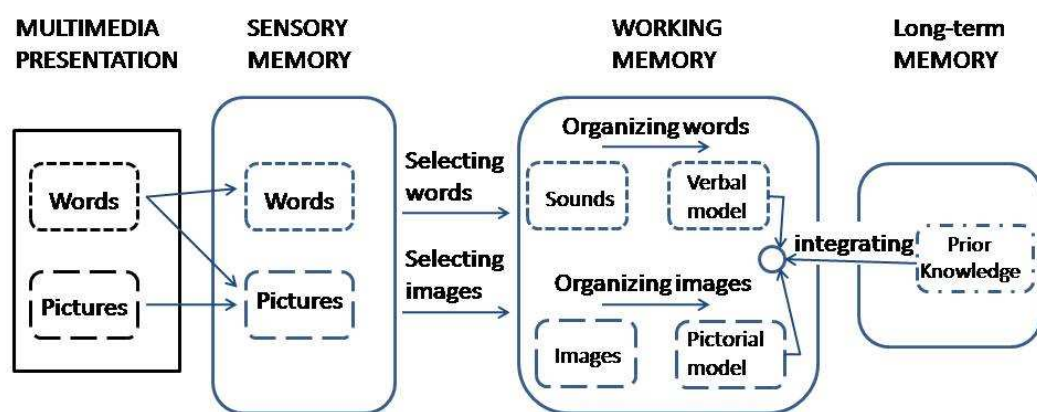 MULTIMEDIA
PRESENTATION
SENSORY
MEMORY
WORKING
MEMORY
Long-term
MEMORY
Words
Pictures
Words
Pictures
Selecting
words
Selecting
images
Organizing words
Sounds
Verbal
model
Organizing images
Images
Pictorial
model
integrating
Prior
Knowledge